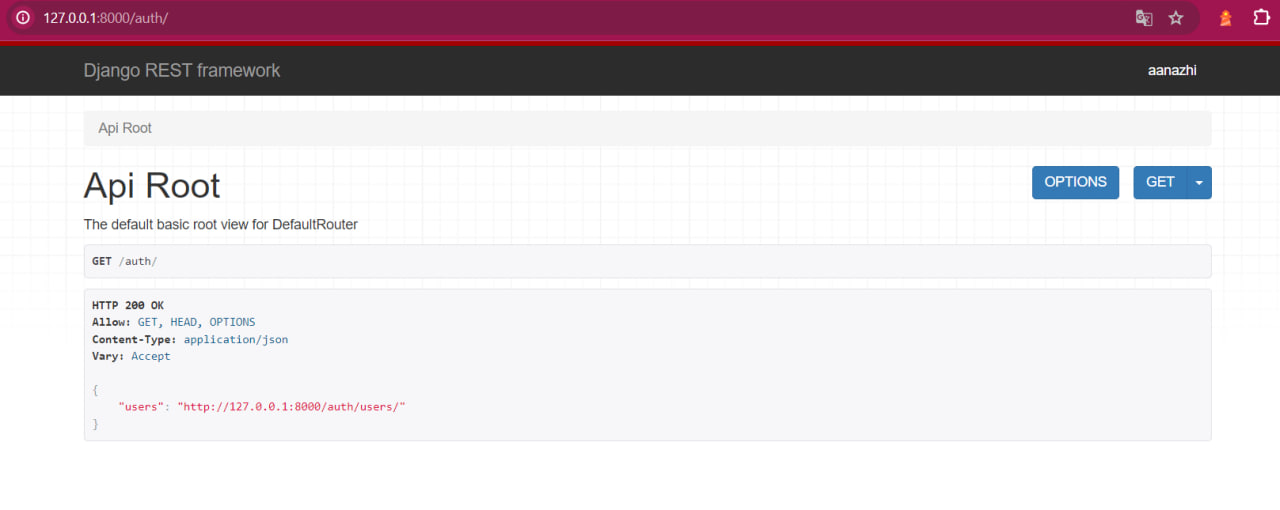 127.0.0.1:8000/auth/
Django REST framework
aanazhi
Api Root
Api Root
OPTIONS
GET
The default basic root view for DefaultRouter
GET /auth/
HTTP 200 OK
Allow: GET, HEAD, OPTIONS
Content-Type: application/json
Vary: Accept
{
    "users": "http://127.0.0.1:8000/auth/users/"
}